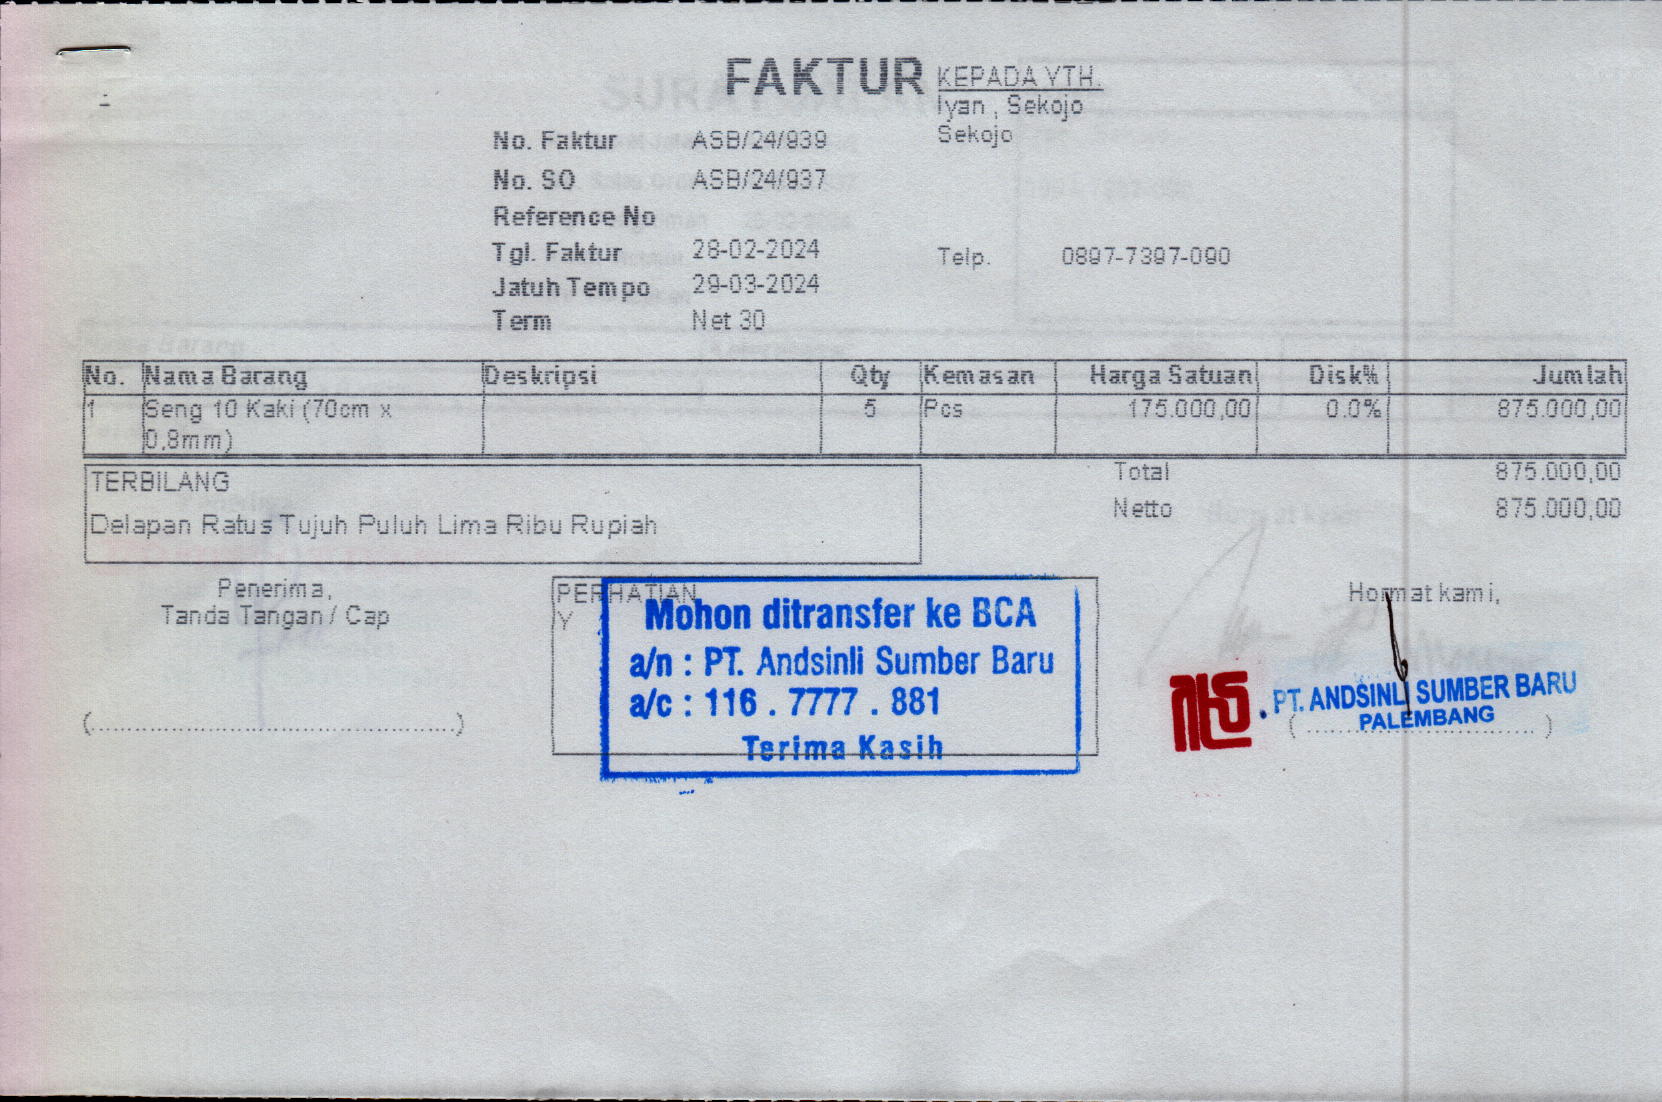 FAKTUR
KEPADA YTH.
Iyan , Sekojo
Sekojo
No. Faktur ASB/24/939
No. SO ASB/24/937
Reference No
Tgl. Faktur 28-02-2024
Telp. 0897-7397-090
Jatuh Tempo 29-03-2024
Term Net 30
No. Nama Barang Deskripsi Qty Kemasan Harga Satuan Disk% Jumlah
1 Seng 10 Kaki (70cm x 5 Pcs 175.000,00 0.0% 875.000,00
0,8mm)
TERBILANG
Delapan Ratus Tujuh Puluh Lima Ribu Rupiah
Total 875.000,00
Netto 875.000,00
Penerima,
Tanda Tangan / Cap
(............................................)
PERHATIAN
Y
Mohon ditransfer ke BCA
a/n : PT. Andsinli Sumber Baru
a/c : 116 . 7777 . 881
Terima Kasih
Hormat kami,
PT. ANDSINLI SUMBER BARU
PALEMBANG
(............................)